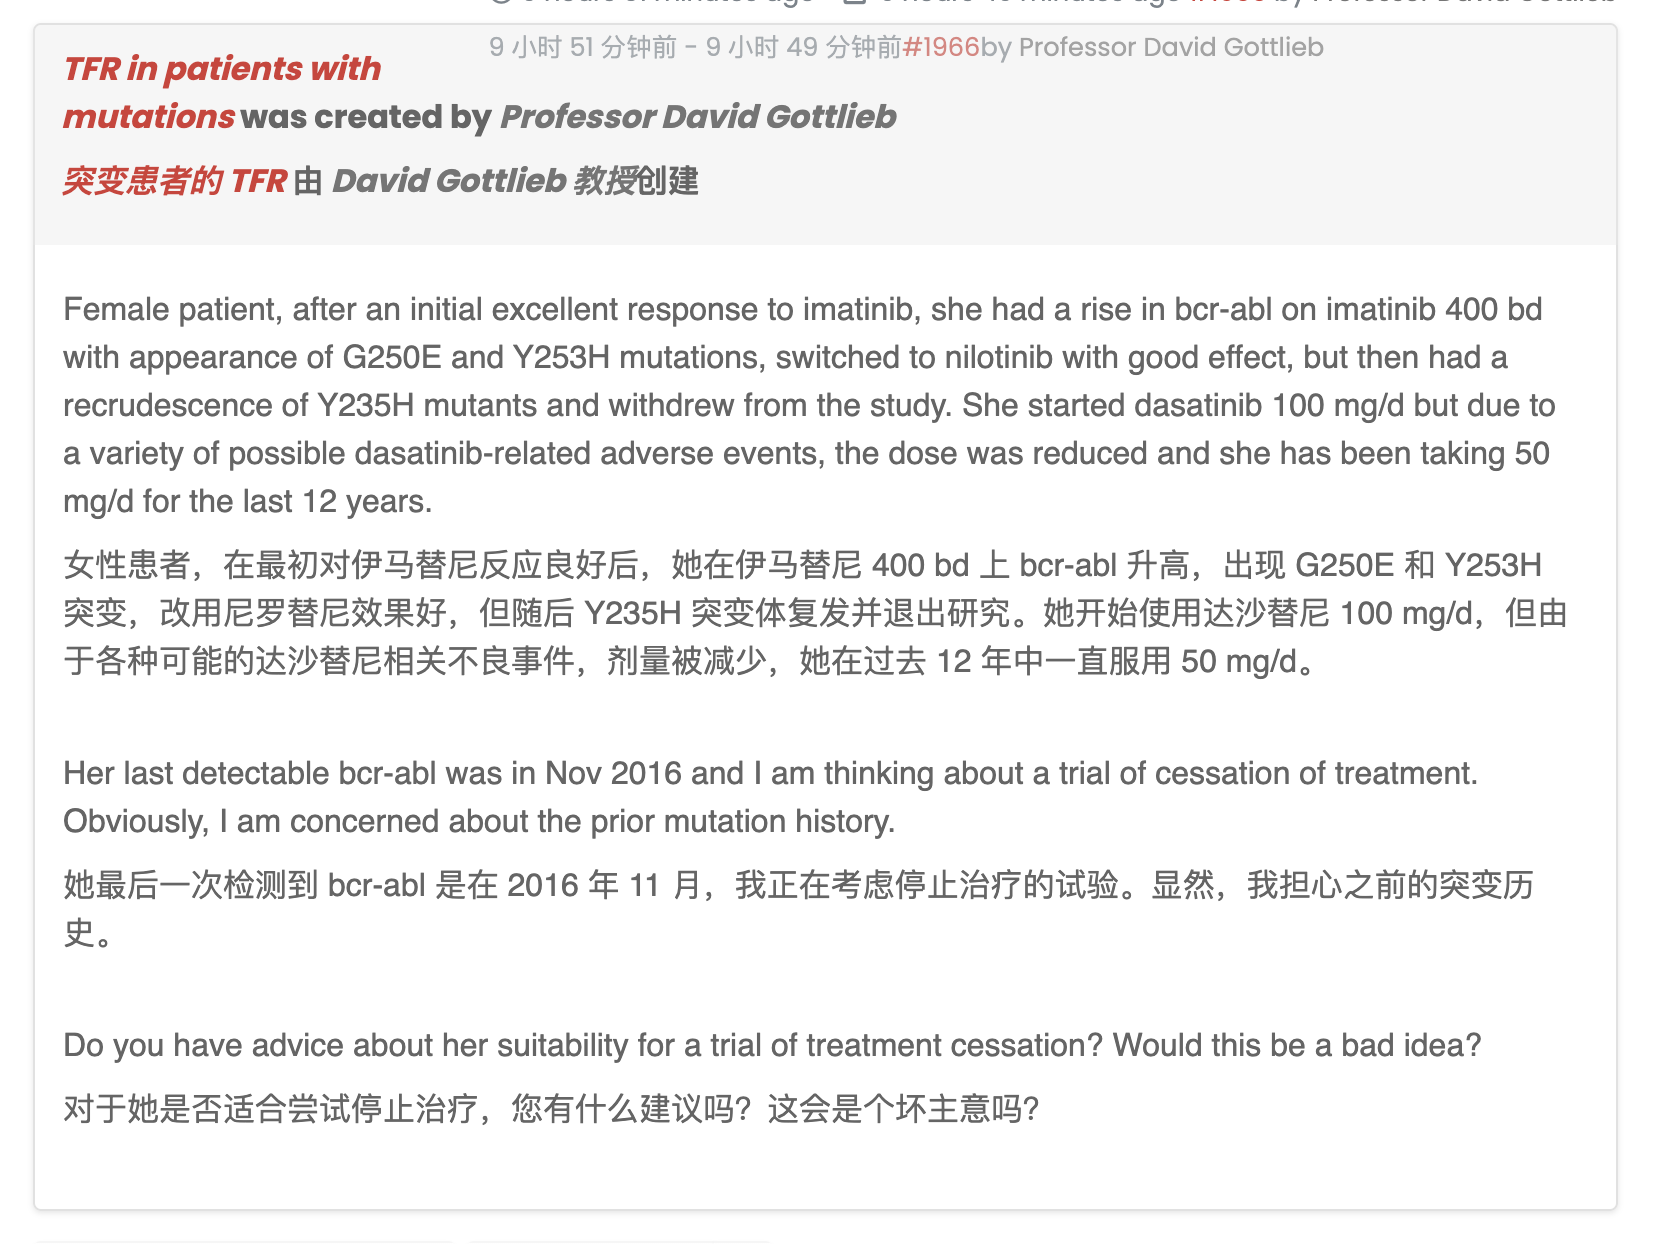 9 小时 51 分钟前 - 9 小时 49 分钟前#1966by Professor David Gottlieb
TFR in patients with
mutations was created by Professor David Gottlieb
突变患者的 TFR 由 David Gottlieb 教授创建
Female patient, after an initial excellent response to imatinib, she had a rise in bcr-abl on imatinib 400 bd
with appearance of G250E and Y253H mutations, switched to nilotinib with good effect, but then had a
recrudescence of Y235H mutants and withdrew from the study. She started dasatinib 100 mg/d but due to
a variety of possible dasatinib-related adverse events, the dose was reduced and she has been taking 50
mg/d for the last 12 years.
女性患者，在最初对伊马替尼反应良好后，她在伊马替尼 400 bd 上 bcr-abl 升高，出现 G250E 和 Y253H
突变，改用尼罗替尼效果好，但随后 Y235H 突变体复发并退出研究。她开始使用达沙替尼 100 mg/d，但由
于各种可能的达沙替尼相关不良事件，剂量被减少，她在过去 12 年中一直服用 50 mg/d。
Her last detectable bcr-abl was in Nov 2016 and I am thinking about a trial of cessation of treatment.
Obviously, I am concerned about the prior mutation history.
她最后一次检测到 bcr-abl 是在 2016 年 11 月，我正在考虑停止治疗的试验。显然，我担心之前的突变历
史。
Do you have advice about her suitability for a trial of treatment cessation? Would this be a bad idea?
对于她是否适合尝试停止治疗，您有什么建议吗？这会是个坏主意吗？